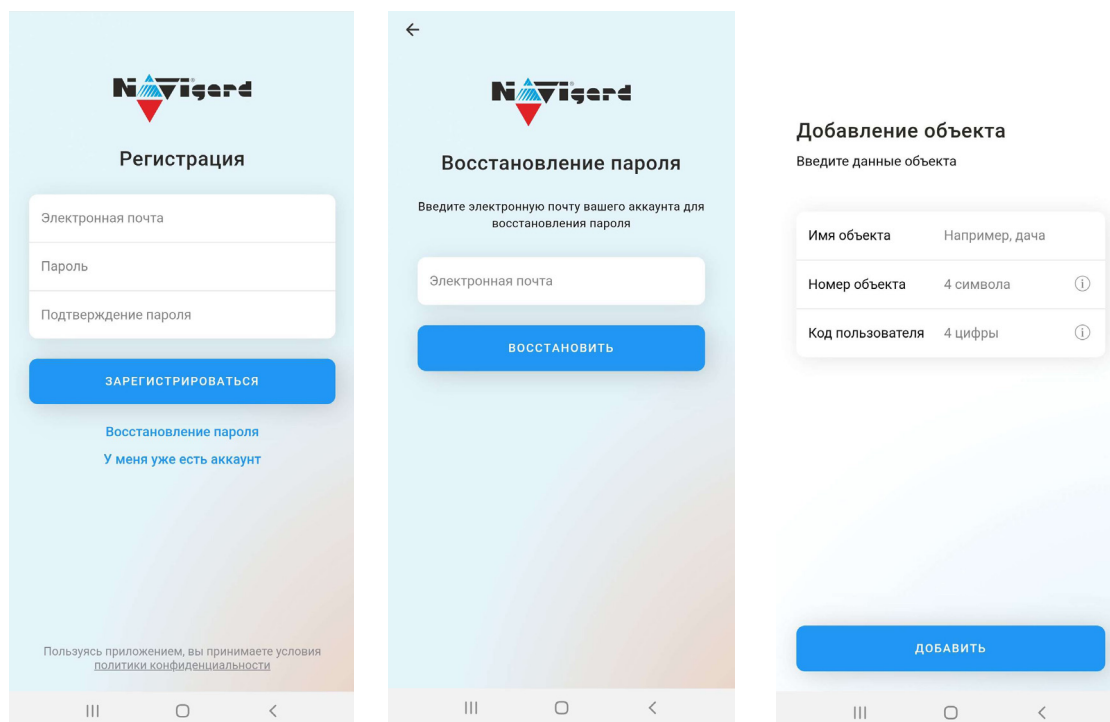 Navigard
Регистрация
Электронная почта
Пароль
Подтверждение пароля
ЗАРЕГИСТРИРОВАТЬСЯ
Восстановление пароля
У меня уже есть аккаунт
Пользуясь приложением, вы принимаете условия
политики конфиденциальности
Navigard
Восстановление пароля
Введите электронную почту вашего аккаунта для
восстановления пароля
Электронная почта
ВОССТАНОВИТЬ
Добавление объекта
Введите данные объекта
Имя объекта Например, дача
Номер объекта 4 символа
Код пользователя 4 цифры
ДОБАВИТЬ